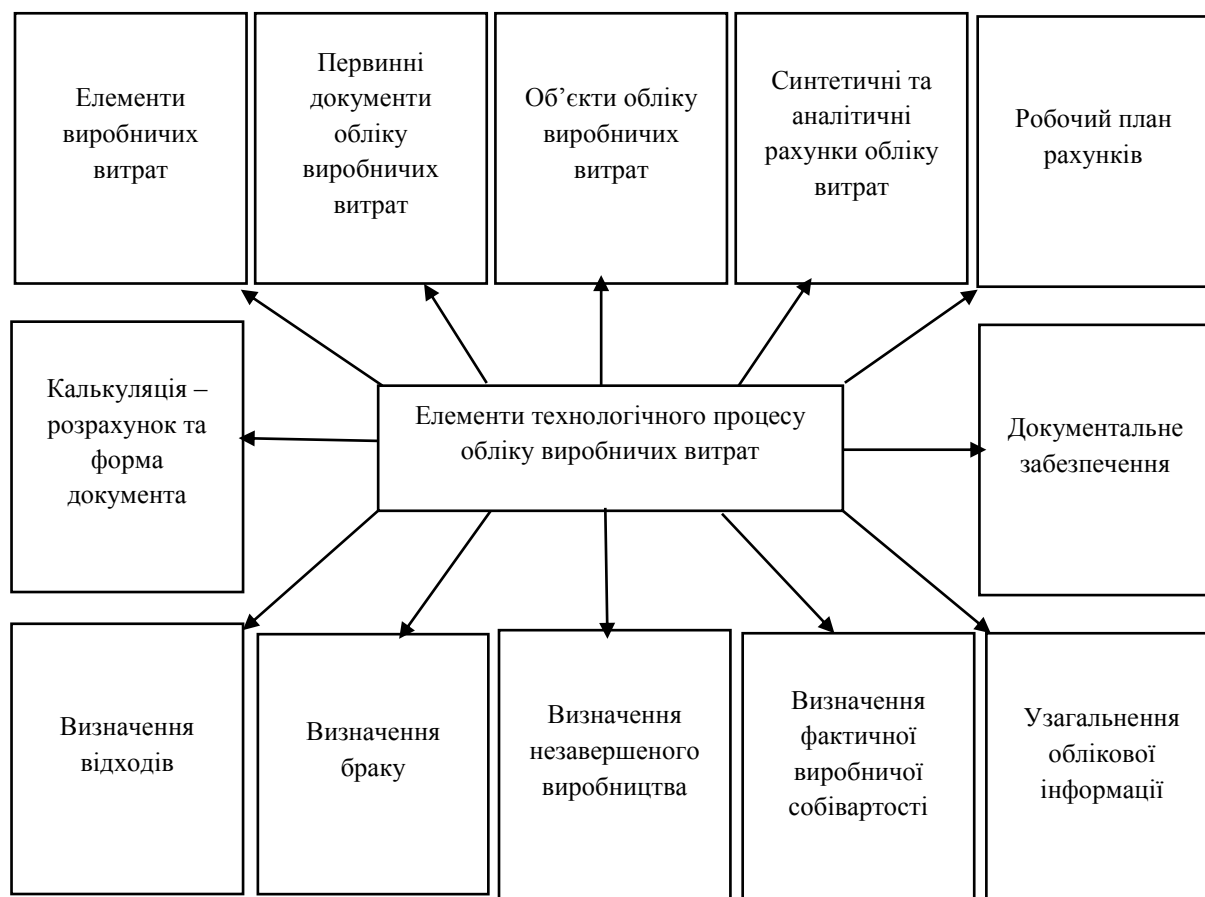 Елементи
виробничих
витрат
Первинні
документи
обліку
виробничих
витрат
Об’єкти обліку
виробничих
витрат
Синтетичні та
аналітичні
рахунки обліку
витрат
Робочий план
рахунків
Калькуляція –
розрахунок та
форма
документа
Елементи технологічного процесу
обліку виробничих витрат
Документальне
забезпечення
Визначення
відходів
Визначення
браку
Визначення
незавершеного
виробництва
Визначення
фактичної
виробничої
собівартості
Узагальнення
облікової
інформації